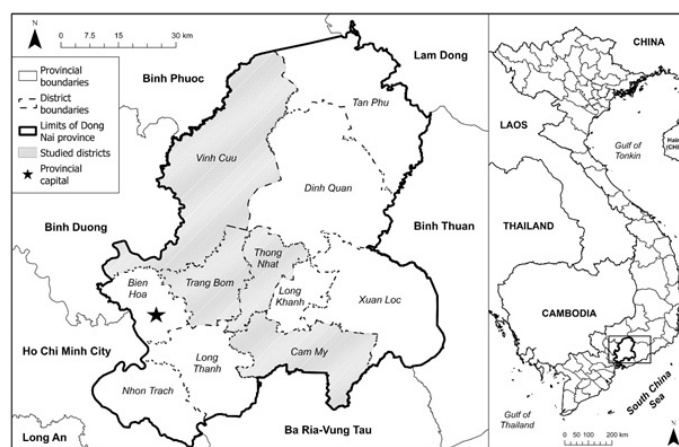 N
0 7.5 15 30 km
Provincial
boundaries
District
boundaries
Limits of Dong
Nai province
Studied districts
Provincial
capital
Binh Phuoc
Lam Dong
Tan Phu
Vinh Cuu
Dinh Quan
Binh Duong
Binh Thuan
Thong
Nhat
Bien
Hoa
Trang Bom
Long
Khanh
Xuan Loc
Ho Chi Minh City
Long
Thanh
Cam My
Nhon Trach
Long An
Ba Ria-Vung Tau
CHINA
LAOS
Gulf of
Tonkin
THAILAND
CAMBODIA
South China
Sea
Gulf of
Thailand
0 50 100 200 km
N